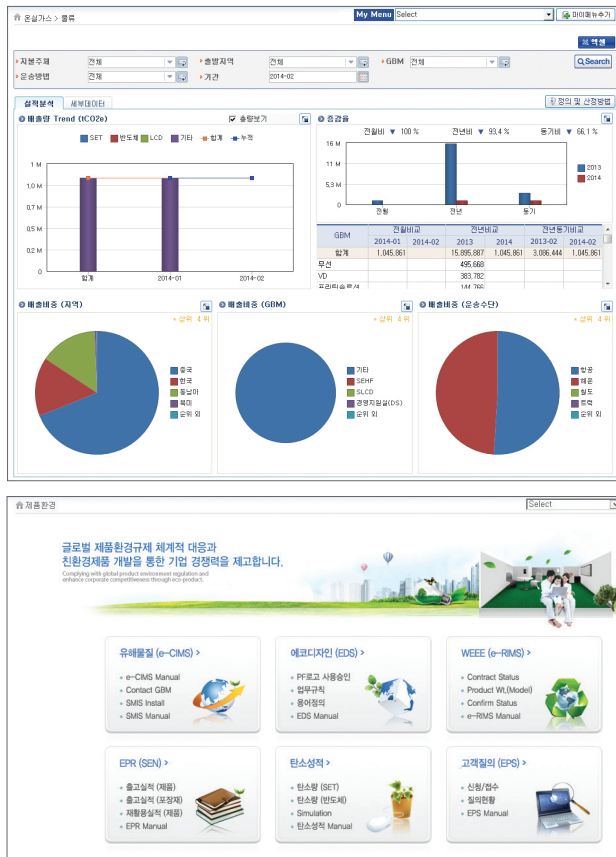 온실가스 > 물류
My Menu Select 마이메뉴추가
엑셀
지불주체 전체 출발지역 전체 GBM 전체 Search
운송방법 전체 기간 2014-02
실적분석 세부데이터 정의 및 산정방법
배출량 Trend (tCO2e) 총량보기
SET 반도체 LCD 기타 합계 누적
1 M
1,0 M
0,7 M
0,5 M
0,2 M
0
합계 2014-01 2014-02
증감율
전월비 ▼ 100 % 전년비 ▼ 93,4 % 동기비 ▼ 66,1 %
16 M
11 M
5,3 M
0
전월 전년 동기
2013
2014
GBM 전월비교 전년비교 전년동기비교
2014-01 2014-02 2013 2014 2013-02 2014-02
합계 1,045,861 15,895,887 1,045,861 3,086,444 1,045,861
무선 495,668
VD 383,782
프린팅솔루션 144,766
배출비중 (지역)
상위 4 위
중국
한국
동남아
북미
순위 외
배출비중 (GBM)
상위 4 위
기타
SEHF
SLCD
경영지원실(DS)
순위 외
배출비중 (운송수단)
상위 4 위
항공
해운
철도
트럭
순위 외
제품환경 Select
글로벌 제품환경규제 체계적 대응과
친환경제품 개발을 통한 기업 경쟁력을 제고합니다.
Complying with global product environment regulation and
enhance corporate competitiveness through eco-product.
유해물질 (e-CIMS) >
e-CIMS Manual
Contact GBM
SMIS Install
SMIS Manual
에코디자인 (EDS) >
PF로고 사용승인
업무규칙
용어정의
EDS Manual
WEEE (e-RIMS) >
Contract Status
Product Wt.(Model)
Confirm Status
e-RIMS Manual
EPR (SEN) >
출고실적 (제품)
출고실적 (포장재)
재활용실적 (제품)
EPR Manual
탄소성적 >
탄소량 (SET)
탄소량 (반도체)
Simulation
탄소성적 Manual
고객질의 (EPS) >
신청/접수
질의현황
EPS Manual